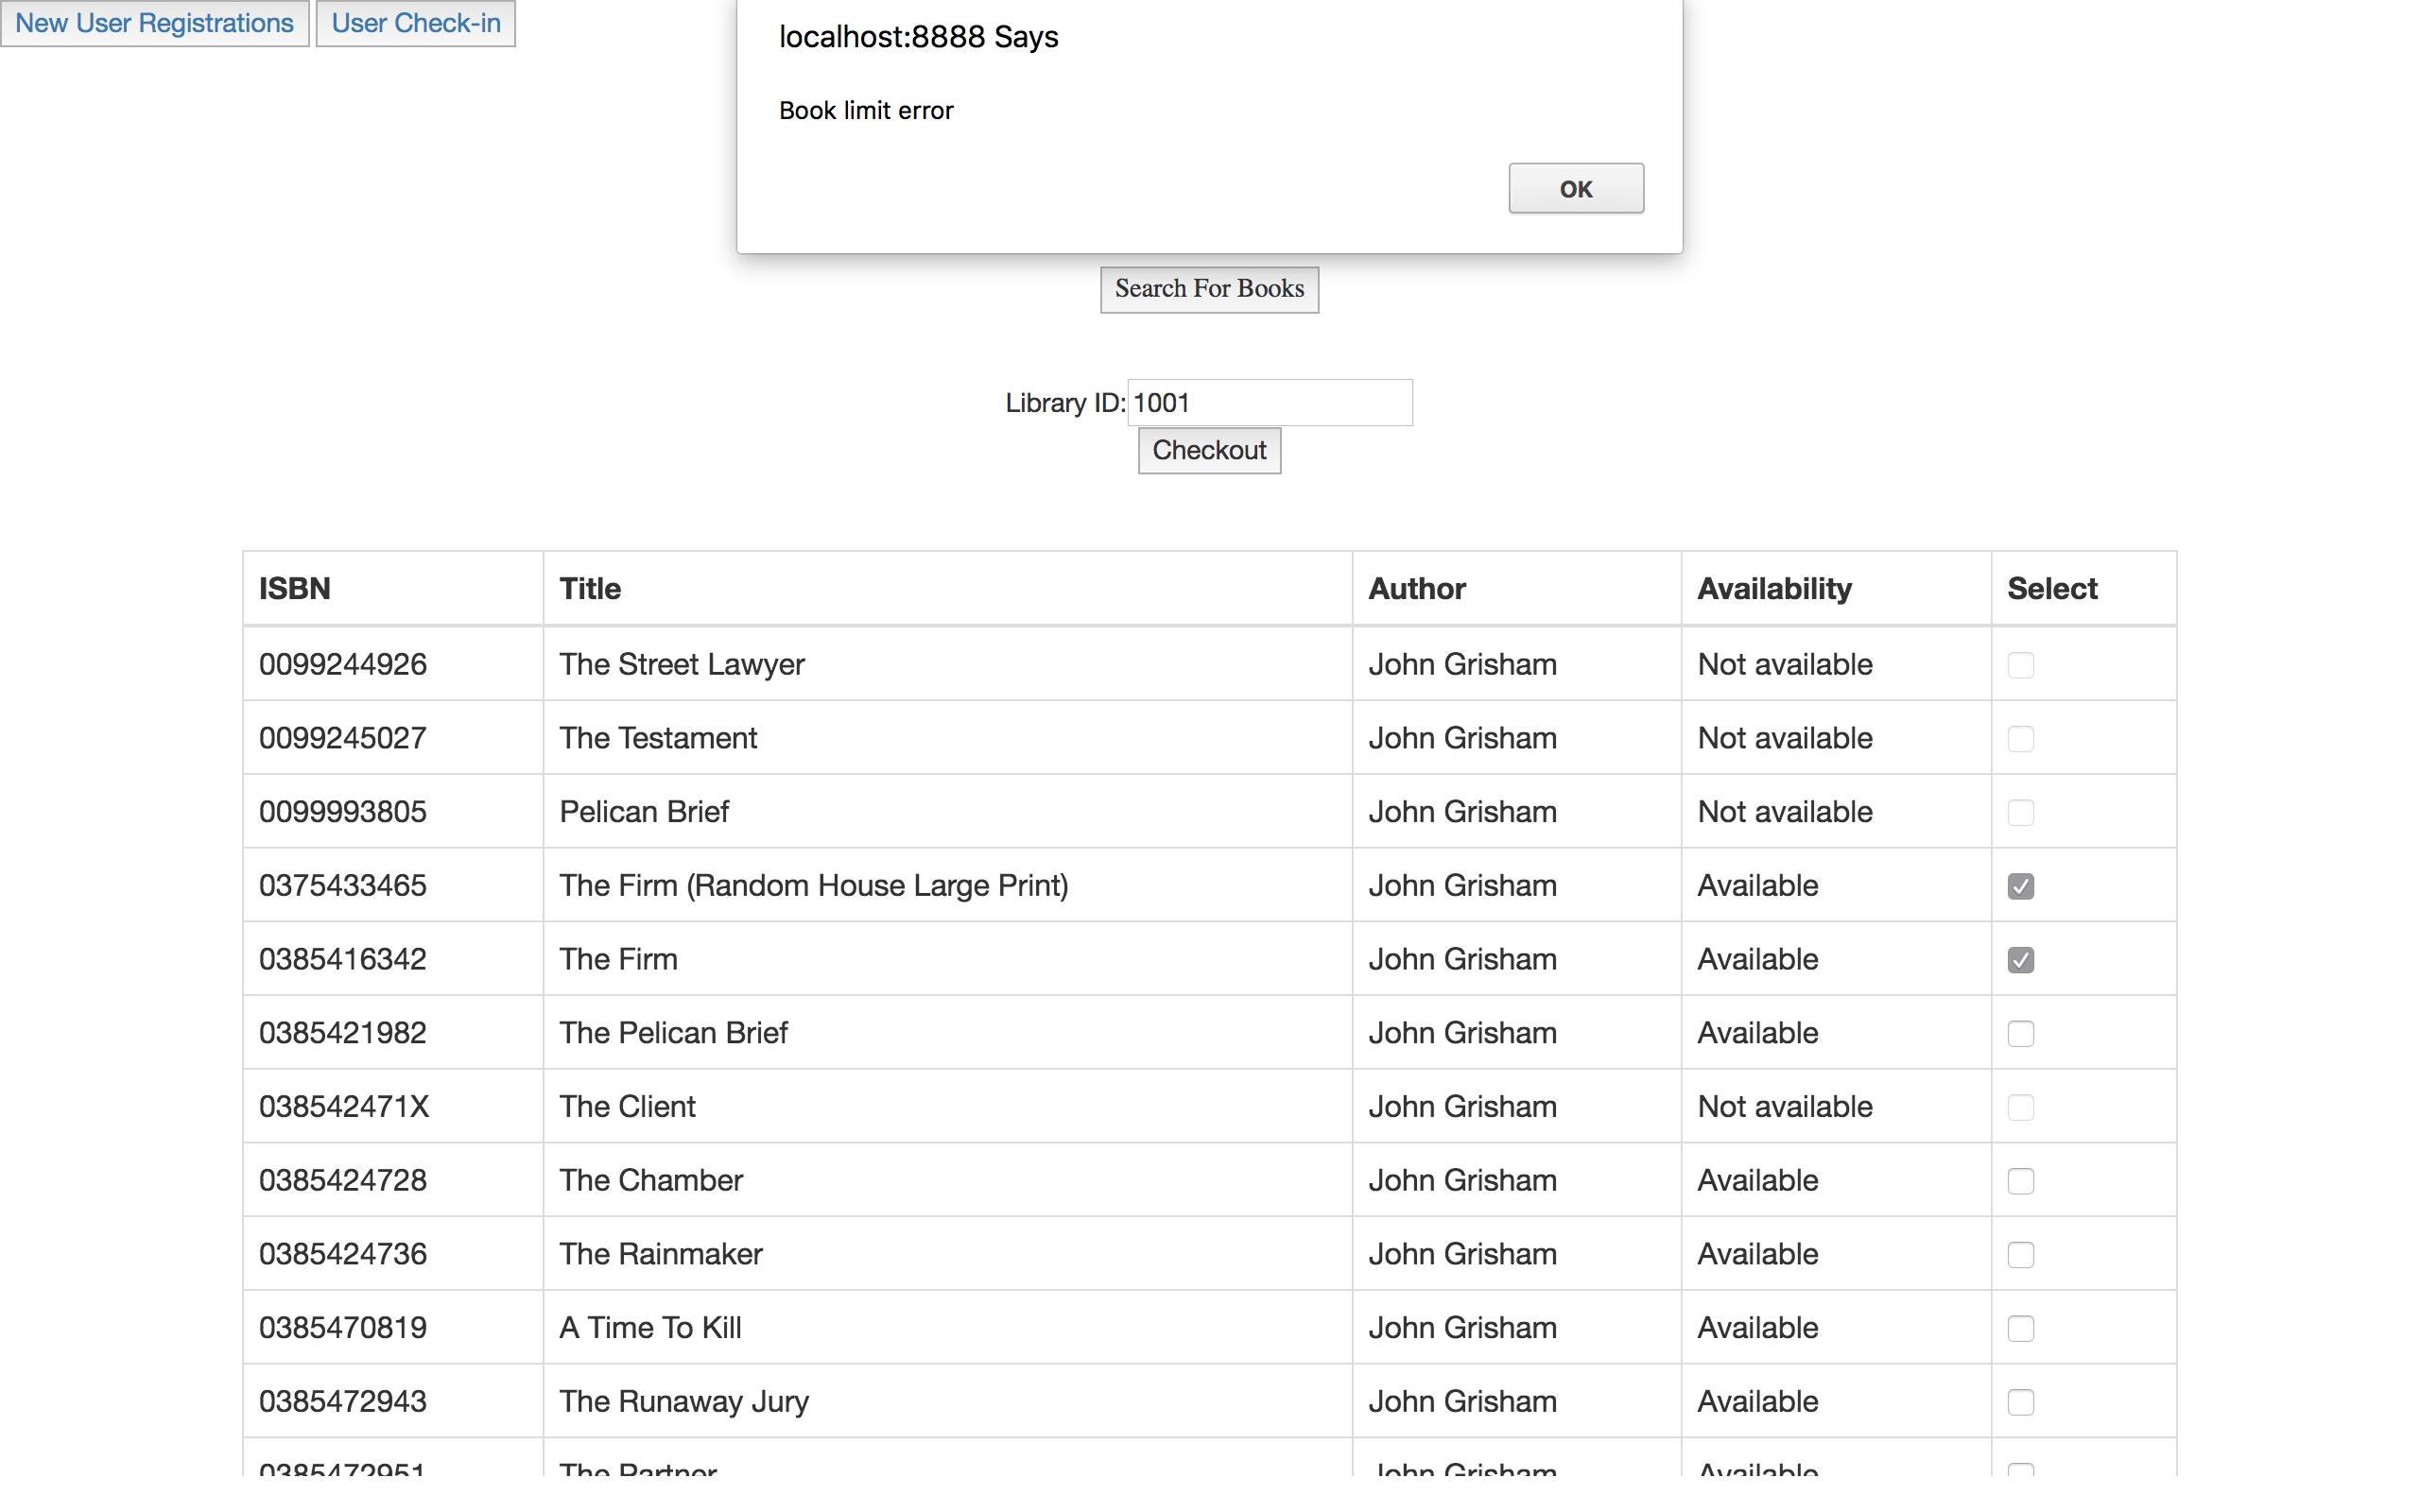 New User Registrations User Check-in
localhost:8888 Says
Book limit error
OK
Search For Books
Library ID: 1001
Checkout
ISBN Title Author Availability Select
0099244926 The Street Lawyer John Grisham Not available
0099245027 The Testament John Grisham Not available
0099993805 Pelican Brief John Grisham Not available
0375433465 The Firm (Random House Large Print) John Grisham Available
0385416342 The Firm John Grisham Available
0385421982 The Pelican Brief John Grisham Available
038542471X The Client John Grisham Not available
0385424728 The Chamber John Grisham Available
0385424736 The Rainmaker John Grisham Available
0385470819 A Time To Kill John Grisham Available
0385472943 The Runaway Jury John Grisham Available
0385472951 The Partner John Grisham Available